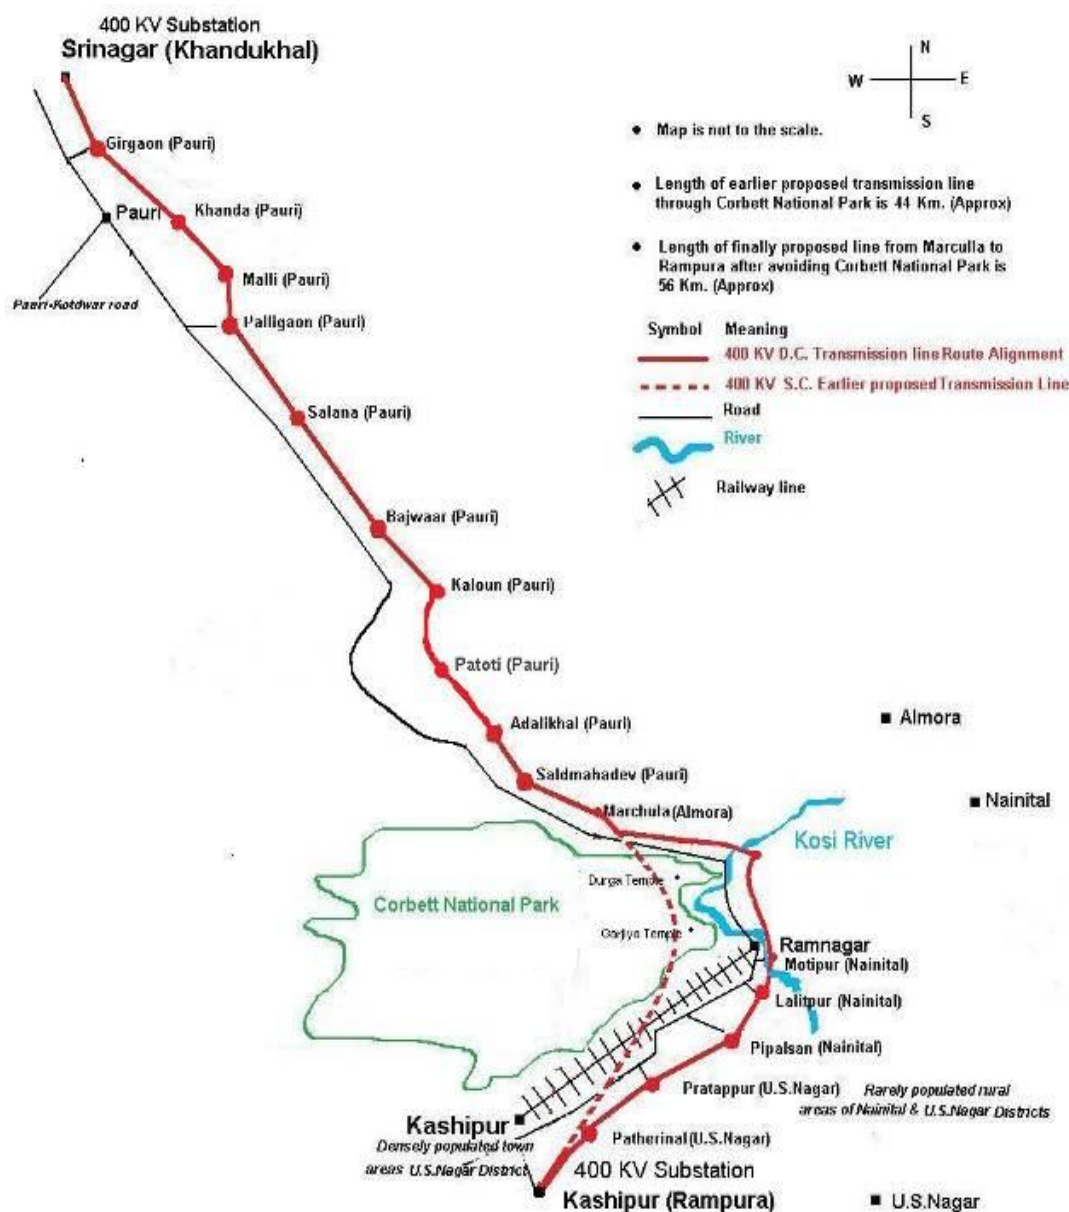 400 KV Substation
Srinagar (Khandukhal)
N
W
E
S
Girgaon (Pauri)
• Map is not to the scale.
• Length of earlier proposed transmission line
through Corbett National Park is 44 Km. (Approx)
Khanda (Pauri)
Pauri
• Length of finally proposed line from Marculla to
Rampura after avoiding Corbett National Park is
56 Km. (Approx)
Malli (Pauri)
Pauri-Kotdwar road
Palligaon (Pauri)
Symbol Meaning
400 KV D.C. Transmission line Route Alignment
400 KV S.C. Earlier proposed Transmission Line
Road
River
Railway line
Salana (Pauri)
Bajwaar (Pauri)
Kaloun (Pauri)
Patoti (Pauri)
Adalikhal (Pauri)
Almora
Saldmahadev (Pauri)
Nainital
Marchula (Almora)
Kosi River
Durga Temple
Corbett National Park
Garjiya Temple
Ramnagar
Motipur (Nainital)
Lalitpur (Nainital)
Pipalsan (Nainital)
Pratappur (U.S.Nagar)
Rarely populated rural
areas of Nainital & U.S.Nagar Districts
Kashipur
Densely populated town
areas U.S.Nagar District
Patherinal (U.S.Nagar)
400 KV Substation
Kashipur (Rampura)
U.S.Nagar